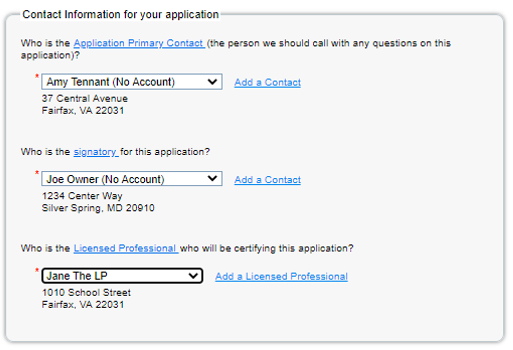 Contact Information for your application
Who is the Application Primary Contact (the person we should call with any questions on this
application)?
* Amy Tennant (No Account) Add a Contact
37 Central Avenue
Fairfax, VA 22031
Who is the signatory for this application?
* Joe Owner (No Account) Add a Contact
1234 Center Way
Silver Spring, MD 20910
Who is the Licensed Professional who will be certifying this application?
* Jane The LP Add a Licensed Professional
1010 School Street
Fairfax, VA 22031